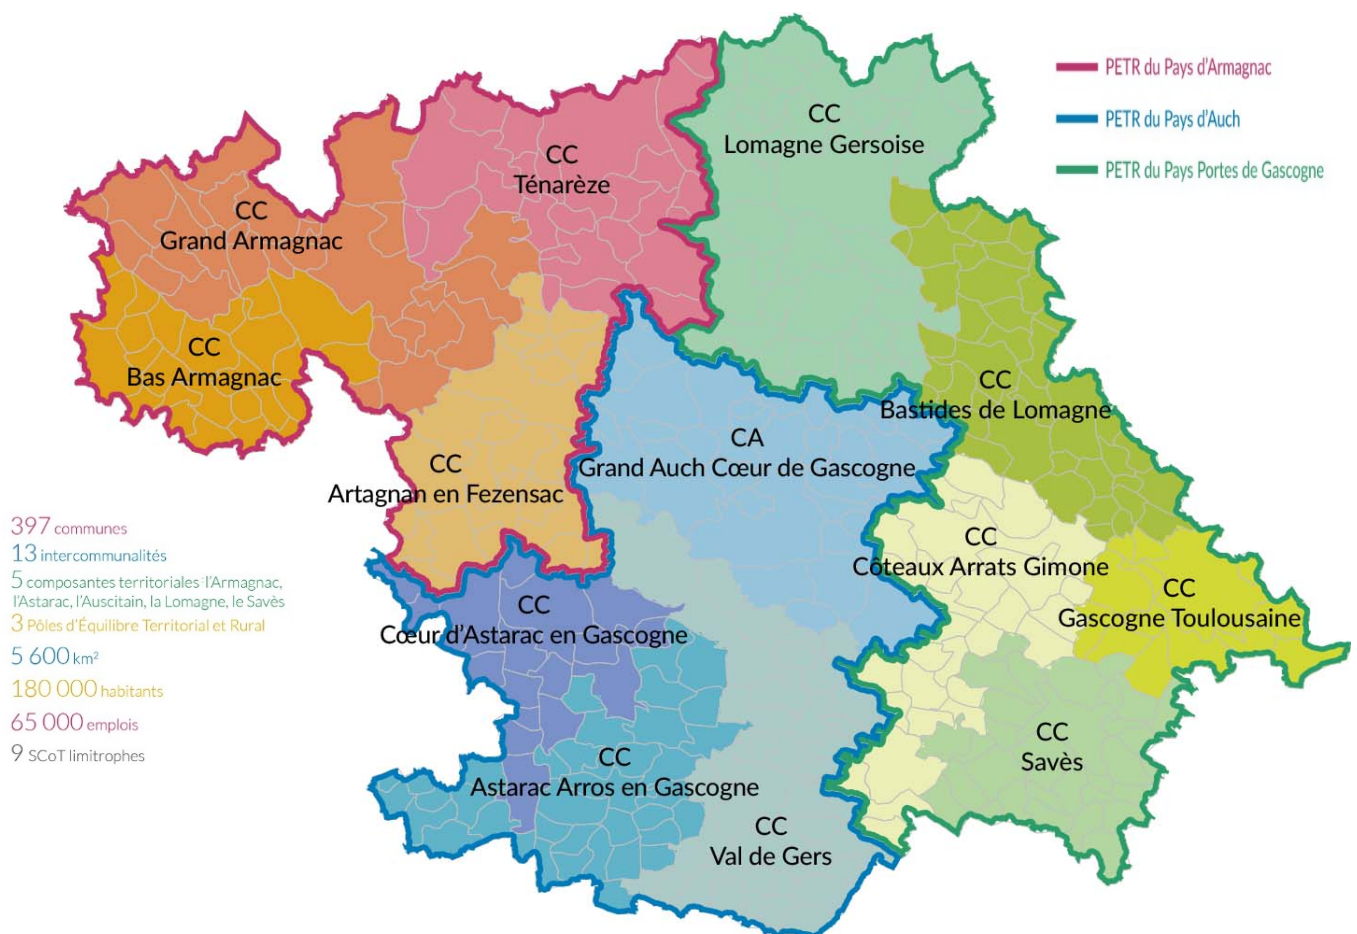 PETR du Pays d'Armagnac
PETR du Pays d'Auch
PETR du Pays Portes de Gascogne
CC
Lomagne Gersoise
CC
Ténarèze
CC
Grand Armagnac
CC
Bas Armagnac
CC
Bastides de Lomagne
CA
Grand Auch Cœur de Gascogne
CC
Artagnan en Fezensac
CC
Côteaux Arrats Gimone
CC
Gascogne Toulousaine
CC
Cœur d'Astarac en Gascogne
CC
Savès
CC
Astarac Arros en Gascogne
CC
Val de Gers
397 communes
13 intercommunalités
5 composantes territoriales l'Armagnac,
l'Astarac, l'Auscitain, la Lomagne, le Savès
3 Pôles d'Équilibre Territorial et Rural
5 600 km²
180 000 habitants
65 000 emplois
9 SCoT limitrophes